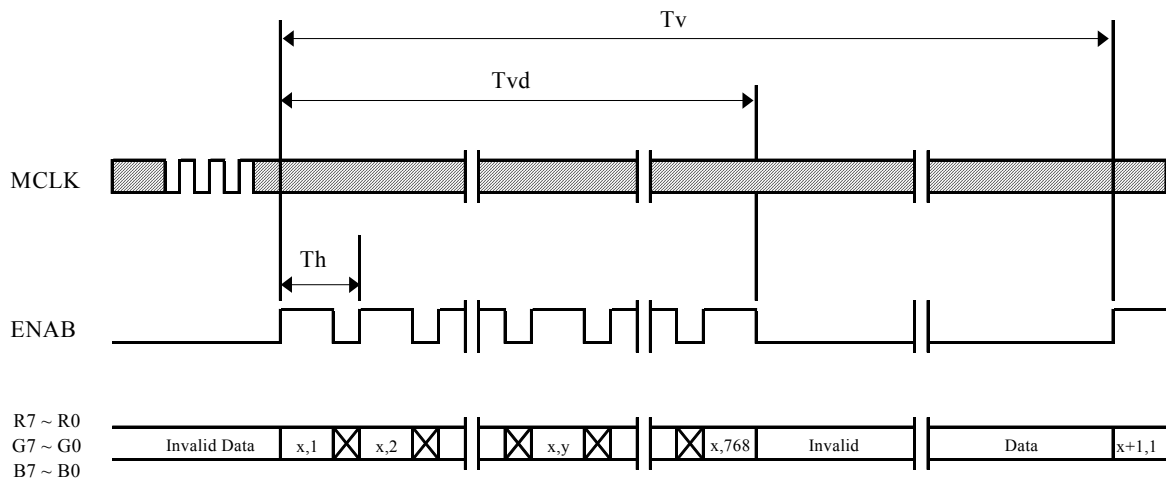 Tv
Tvd
MCLK
Th
ENAB
R7 ~ R0
G7 ~ G0
B7 ~ B0
Invalid Data x,1 x,2 x,y x,768 Invalid Data x+1,1